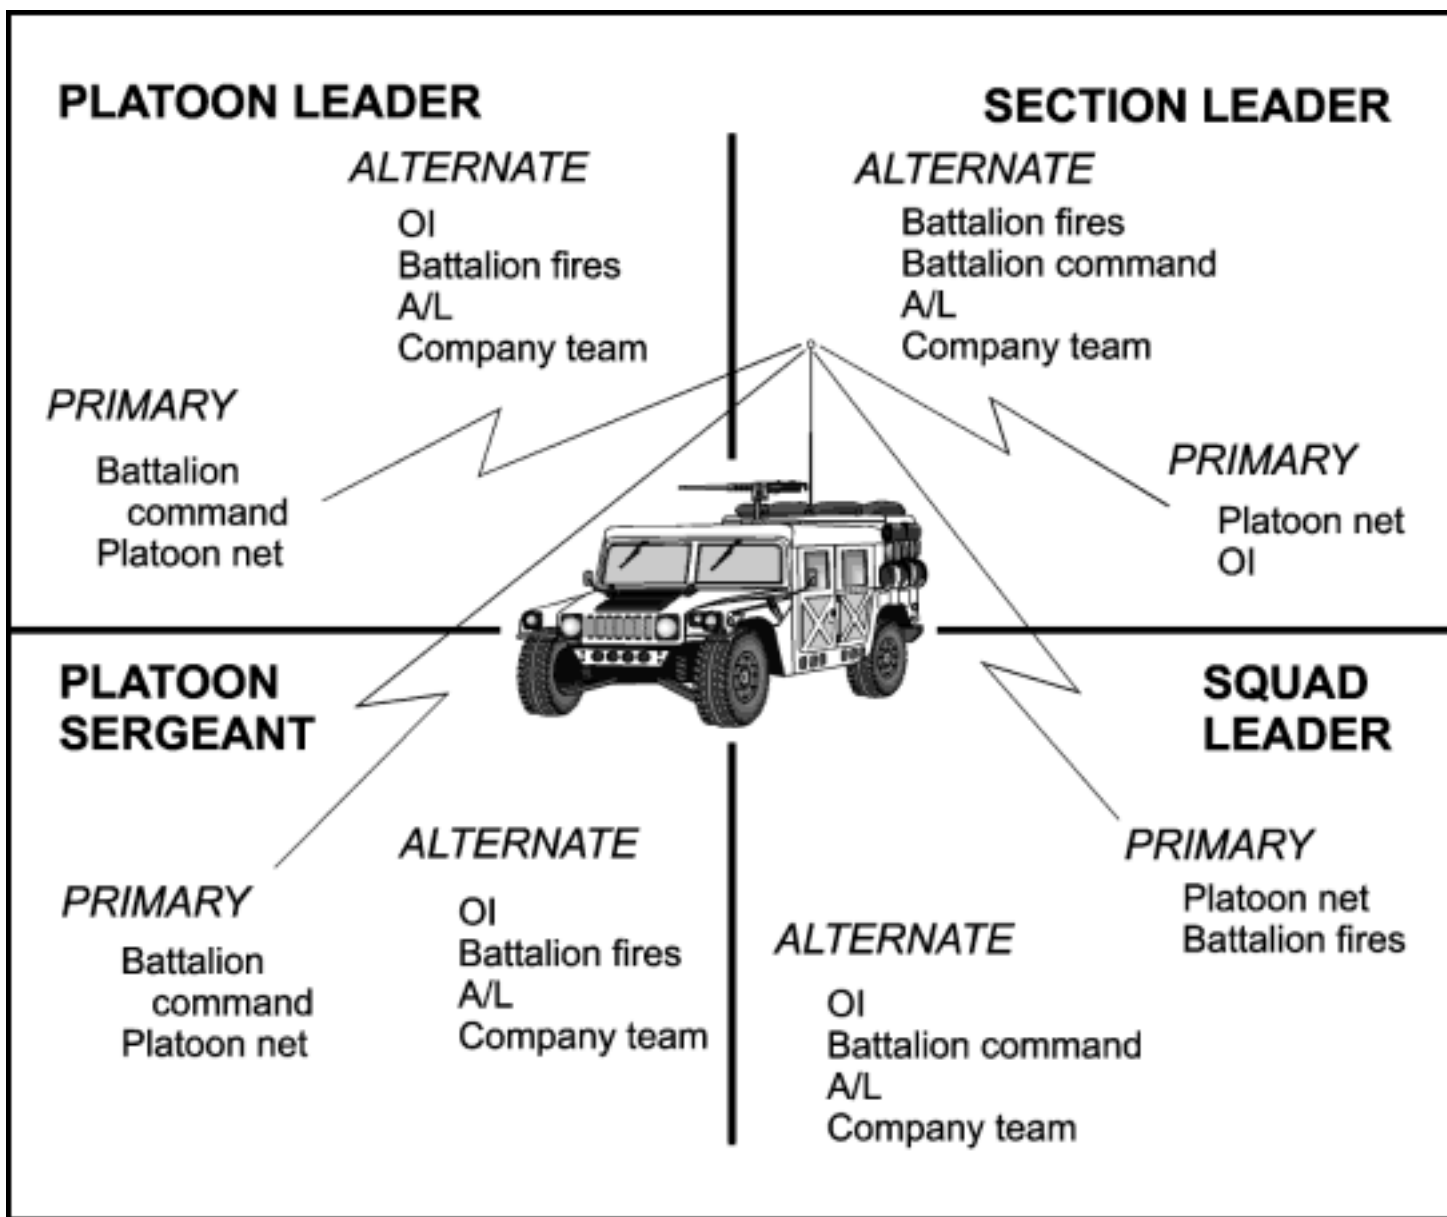 PLATOON LEADER
ALTERNATE
OI
Battalion fires
A/L
Company team
PRIMARY
Battalion
command
Platoon net
SECTION LEADER
ALTERNATE
Battalion fires
Battalion command
A/L
Company team
PRIMARY
Platoon net
OI
PLATOON
SERGEANT
ALTERNATE
OI
Battalion fires
A/L
Company team
PRIMARY
Battalion
command
Platoon net
SQUAD
LEADER
PRIMARY
Platoon net
Battalion fires
ALTERNATE
OI
Battalion command
A/L
Company team